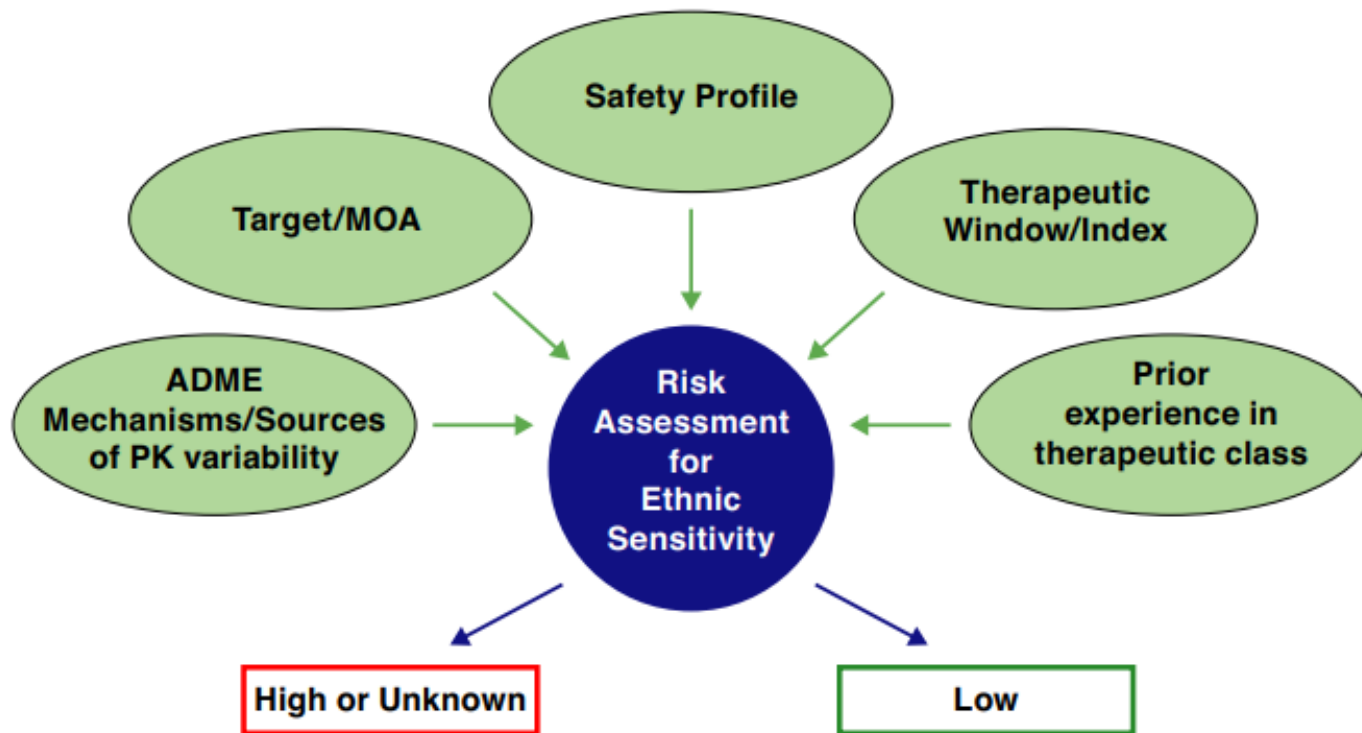 Safety Profile
Target/MOA
Therapeutic
Window/Index
ADME
Mechanisms/Sources
of PK variability
Prior
experience in
therapeutic class
Risk
Assessment
for
Ethnic
Sensitivity
High or Unknown
Low